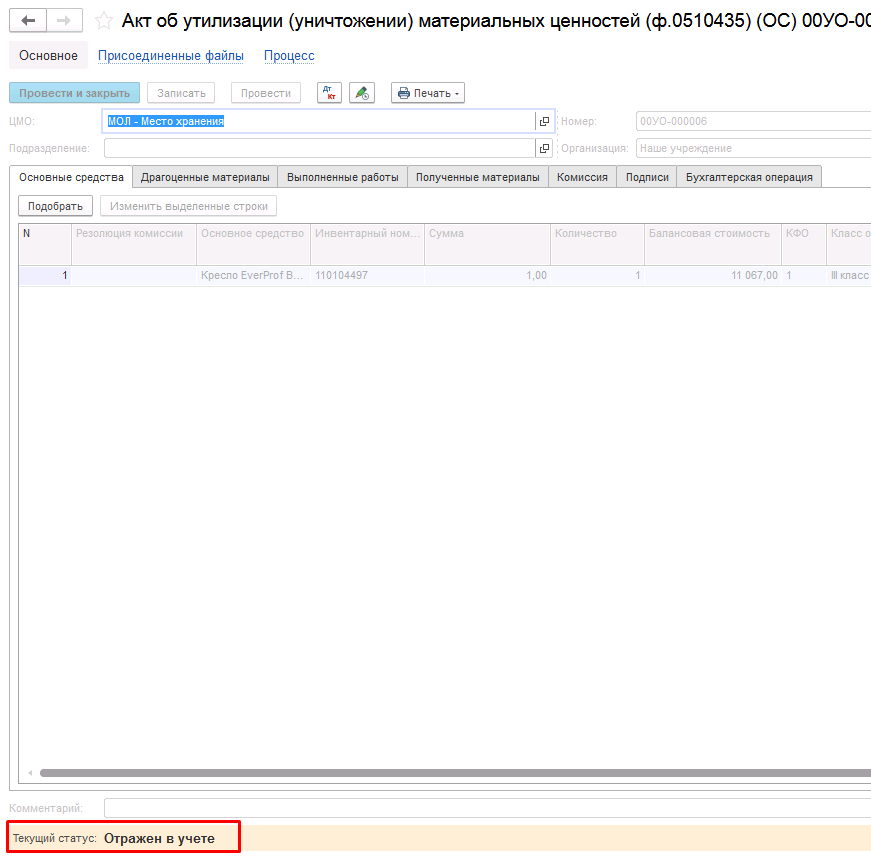 Акт об утилизации (уничтожении) материальных ценностей (ф.0510435) (ОС) 00УО-00
Основное Присоединенные файлы Процесс
Провести и закрыть Записать Провести Дт Кт Печать
ЦМО: МОЛ - Место хранения Номер: 00УО-000006
Подразделение: Организация: Наше учреждение
Основные средства Драгоценные материалы Выполненные работы Полученные материалы Комиссия Подписи Бухгалтерская операция
Подобрать Изменить выделенные строки
N Резолюция комиссии Основное средство Инвентарный ном... Сумма Количество Балансовая стоимость КФО Класс о
1 Кресло EverProf B... 110104497 1,00 1 11 067,00 1 III класс
Комментарий:
Текущий статус: Отражен в учете